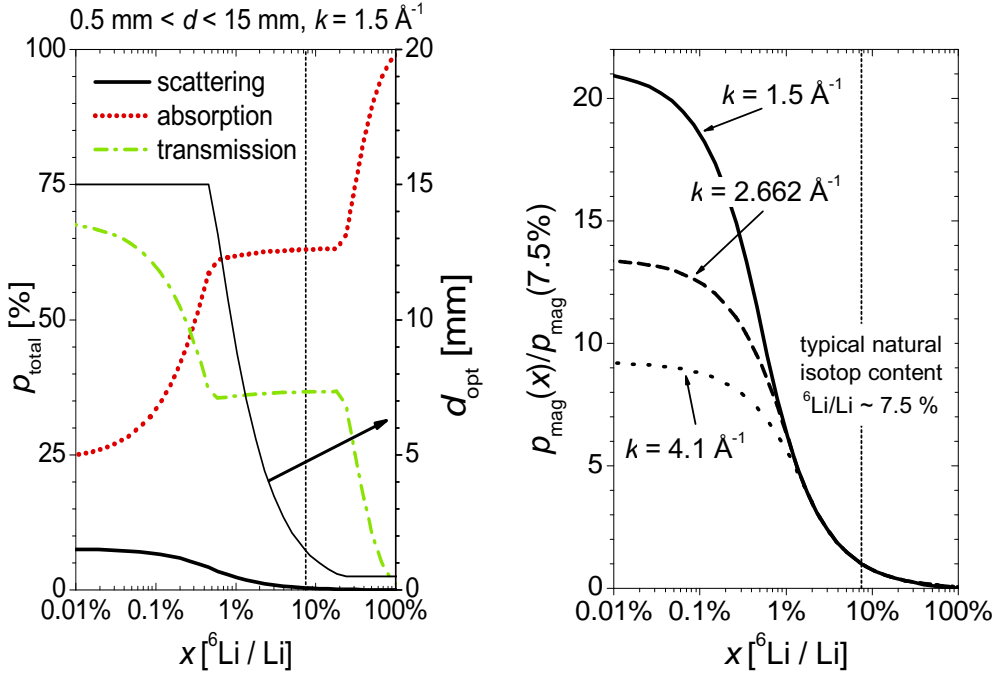 0.5 mm < d < 15 mm, k = 1.5 Å⁻¹
100
75
50
25
0
p_total [%]
scattering
absorption
transmission
20
15
10
5
0
d_opt [mm]
0.01% 0.1% 1% 10% 100%
x [⁶Li / Li]
20
15
10
5
0
p_mag(x)/p_mag(7.5%)
k = 1.5 Å⁻¹
k = 2.662 Å⁻¹
k = 4.1 Å⁻¹
typical natural
isotop content
⁶Li/Li ~ 7.5 %
0.01% 0.1% 1% 10% 100%
x [⁶Li / Li]